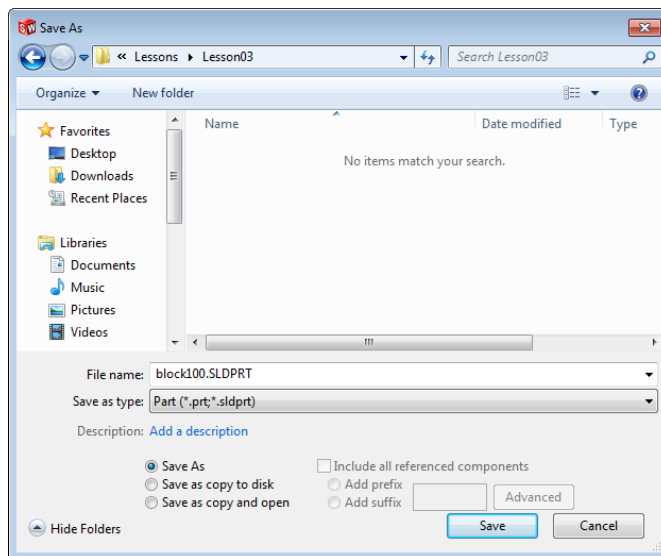 SW Save As
« Lessons ▸ Lesson03
Search Lesson03
Organize ▾ New folder
Favorites
Desktop
Downloads
Recent Places
Libraries
Documents
Music
Pictures
Videos
Name Date modified Type
No items match your search.
File name: block100.SLDPRT
Save as type: Part (*.prt;*.sldprt)
Description: Add a description
Save As
Save as copy to disk
Save as copy and open
Include all referenced components
Add prefix
Add suffix
Advanced
Hide Folders
Save Cancel